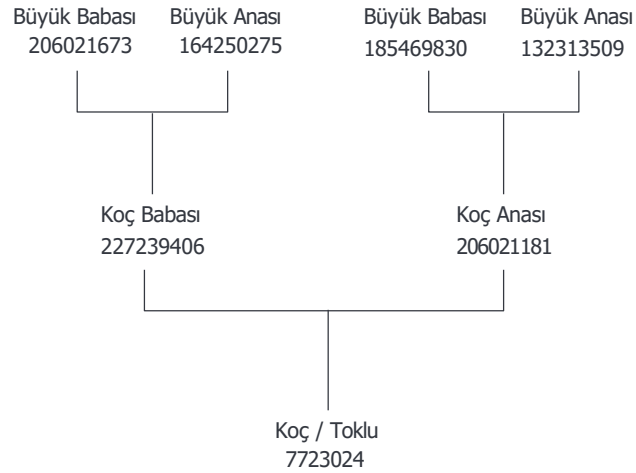 Büyük Babası Büyük Anası Büyük Babası Büyük Anası
206021673 164250275 185469830 132313509
Koç Babası Koç Anası
227239406 206021181
Koç / Toklu
7723024